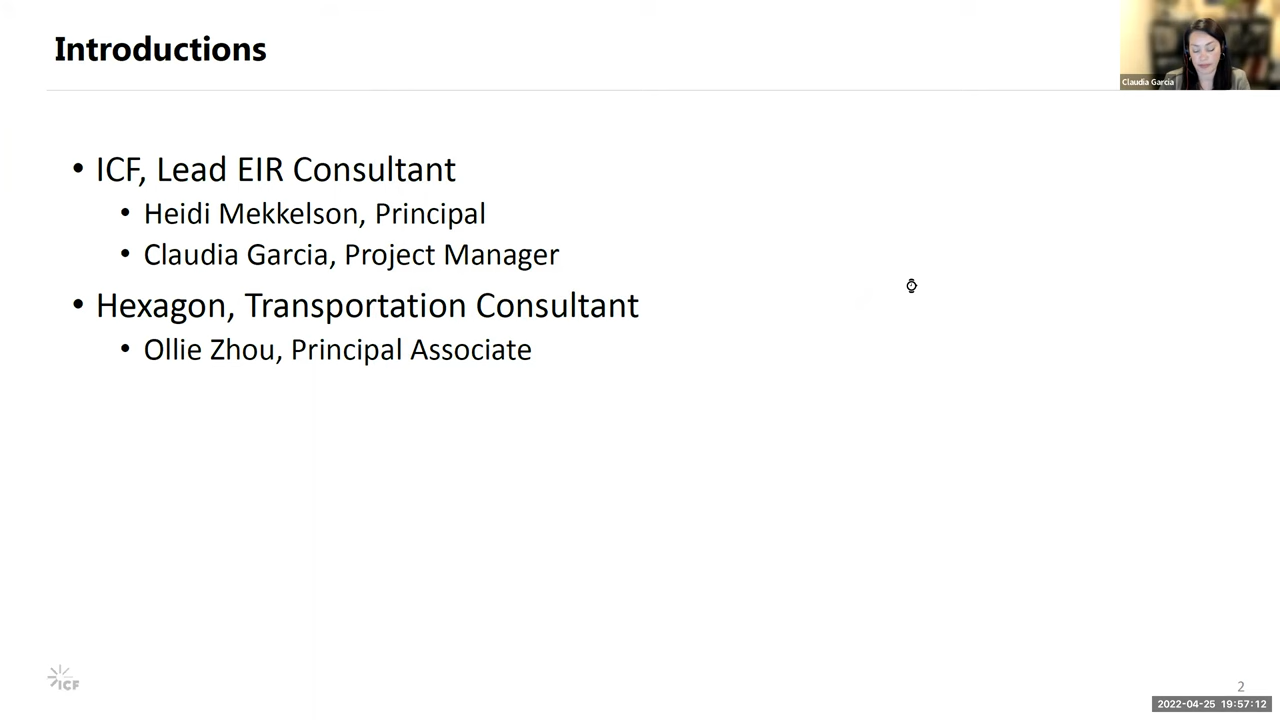 Introductions
Claudia Garcia
• ICF, Lead EIR Consultant
• Heidi Mekkelson, Principal
• Claudia Garcia, Project Manager
• Hexagon, Transportation Consultant
• Ollie Zhou, Principal Associate
ICF
2
2022-04-25 19:57:12